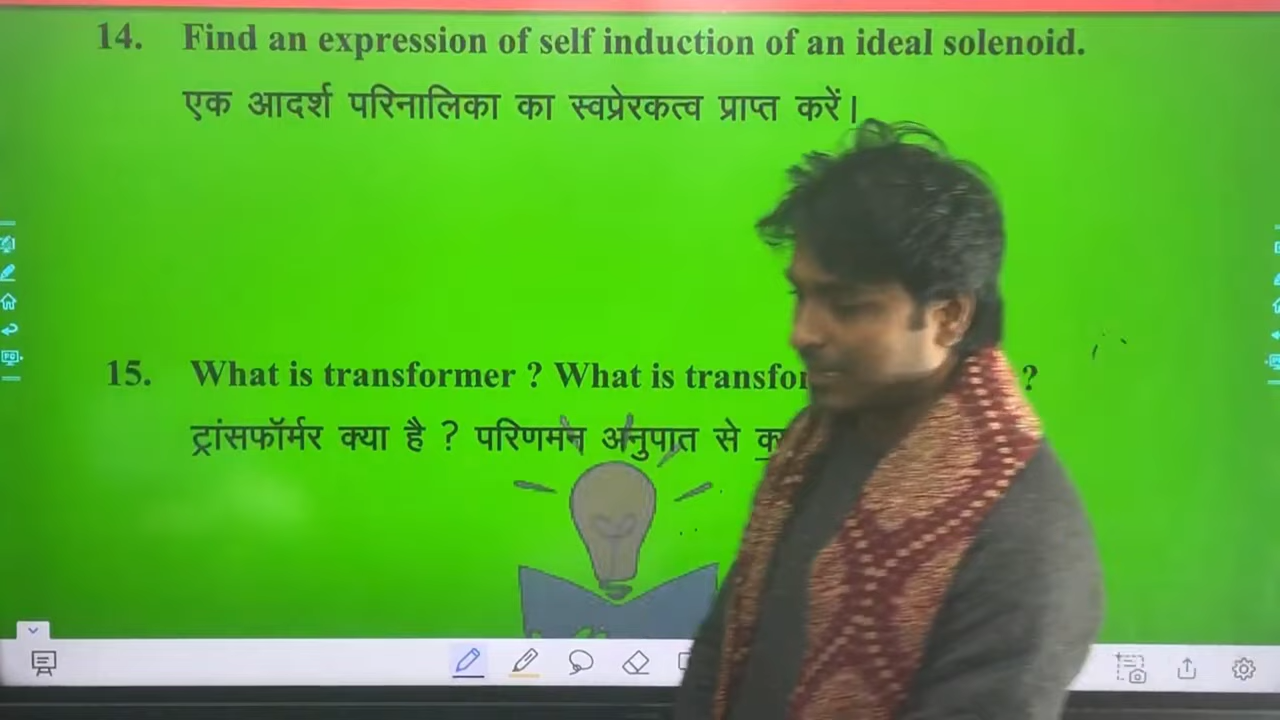 14. Find an expression of self induction of an ideal solenoid.
एक आदर्श परिनालिका का स्वप्रेरकत्व प्राप्त करें।
15. What is transformer ? What is ?
ट्रांसफॉर्मर क्या है ? परिणमन अनुपात से